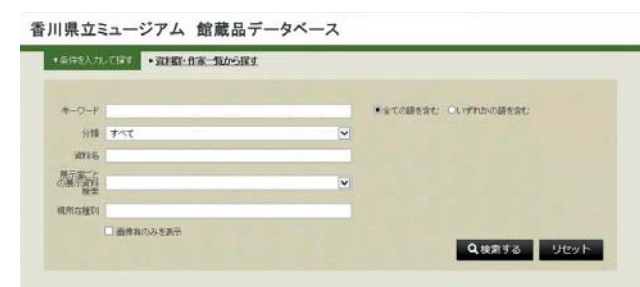 香川県立ミュージアム 館蔵品データベース
▼条件を入力して探す ▶資料群・作家一覧から探す
キーワード ◉全ての語を含む ○いずれかの語を含む
分類 すべて
資料名
展示室ごと
の展示資料
検索
現所在種別
□ 画像有のみを表示
検索する リセット